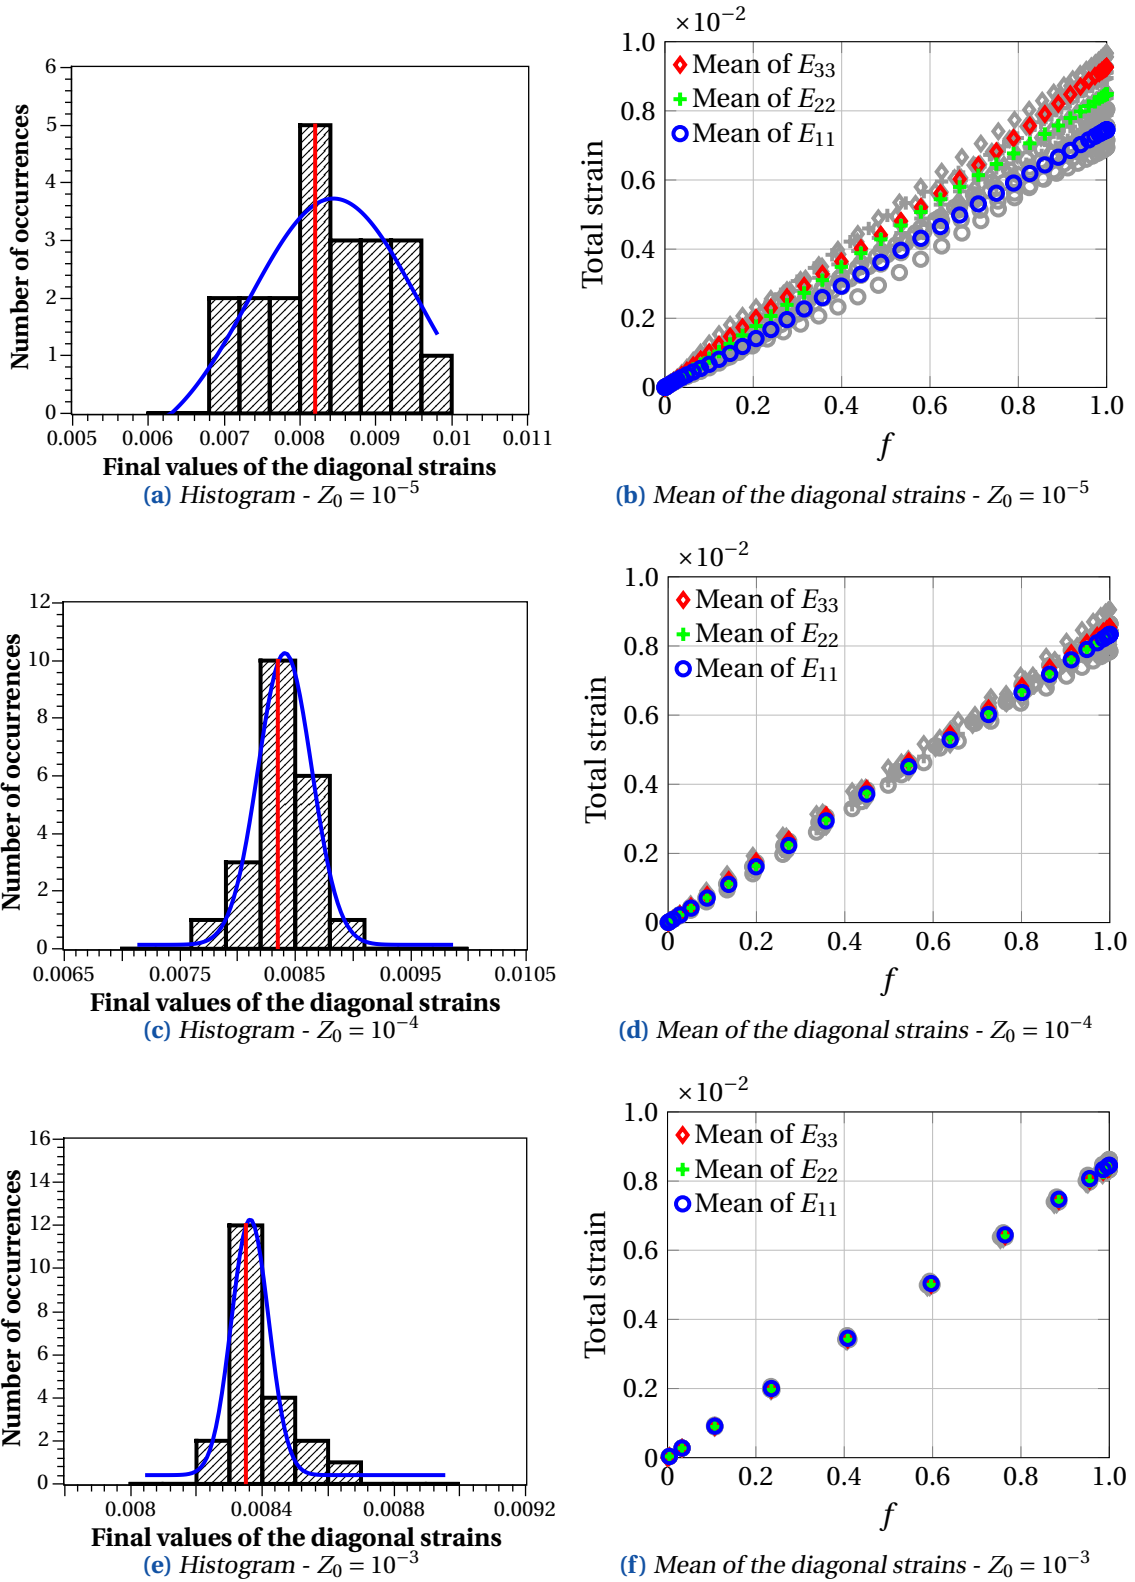 6
5
4
3
2
1
0
Number of occurrences
0.005 0.006 0.007 0.008 0.009 0.01 0.011
Final values of the diagonal strains
(a) Histogram - Z₀ = 10⁻⁵
×10⁻²
1.0
0.8
0.6
0.4
0.2
0
Total strain
Mean of E₃₃
Mean of E₂₂
Mean of E₁₁
0 0.2 0.4 0.6 0.8 1.0
f
(b) Mean of the diagonal strains - Z₀ = 10⁻⁵
12
10
8
6
4
2
0
Number of occurrences
0.0065 0.0075 0.0085 0.0095 0.0105
Final values of the diagonal strains
(c) Histogram - Z₀ = 10⁻⁴
×10⁻²
1.0
0.8
0.6
0.4
0.2
0
Total strain
Mean of E₃₃
Mean of E₂₂
Mean of E₁₁
0 0.2 0.4 0.6 0.8 1.0
f
(d) Mean of the diagonal strains - Z₀ = 10⁻⁴
16
14
12
10
8
6
4
2
0
Number of occurrences
0.008 0.0084 0.0088 0.0092
Final values of the diagonal strains
(e) Histogram - Z₀ = 10⁻³
×10⁻²
1.0
0.8
0.6
0.4
0.2
0
Total strain
Mean of E₃₃
Mean of E₂₂
Mean of E₁₁
0 0.2 0.4 0.6 0.8 1.0
f
(f) Mean of the diagonal strains - Z₀ = 10⁻³